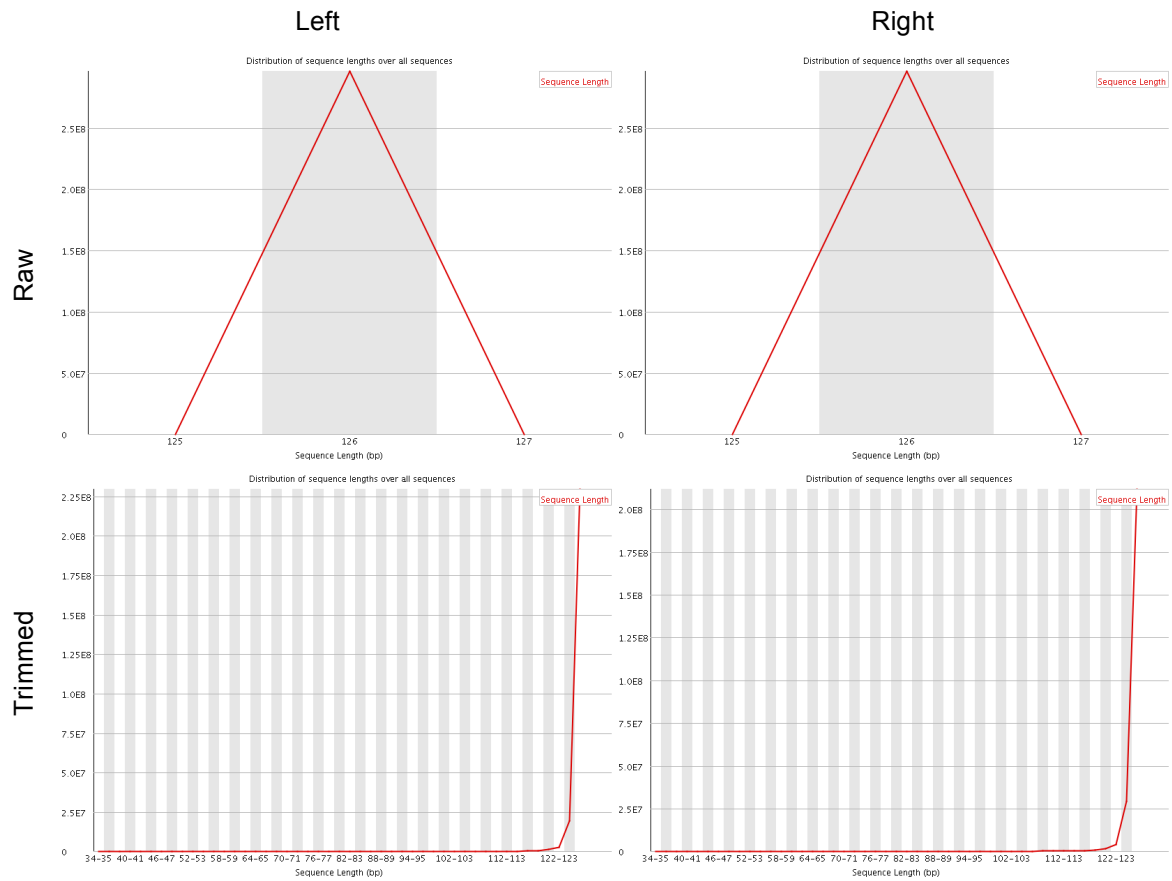 Left
Right
Raw
Distribution of sequence lengths over all sequences
Sequence Length
2.5E8
2.0E8
1.5E8
1.0E8
5.0E7
0
125 126 127
Sequence Length (bp)
Distribution of sequence lengths over all sequences
Sequence Length
2.5E8
2.0E8
1.5E8
1.0E8
5.0E7
0
125 126 127
Sequence Length (bp)
Trimmed
Distribution of sequence lengths over all sequences
Sequence Length
2.25E8
2.0E8
1.75E8
1.5E8
1.25E8
1.0E8
7.5E7
5.0E7
2.5E7
0
34-35 40-41 46-47 52-53 58-59 64-65 70-71 76-77 82-83 88-89 94-95 102-103 112-113 122-123
Sequence Length (bp)
Distribution of sequence lengths over all sequences
Sequence Length
2.0E8
1.75E8
1.5E8
1.25E8
1.0E8
7.5E7
5.0E7
2.5E7
0
34-35 40-41 46-47 52-53 58-59 64-65 70-71 76-77 82-83 88-89 94-95 102-103 112-113 122-123
Sequence Length (bp)